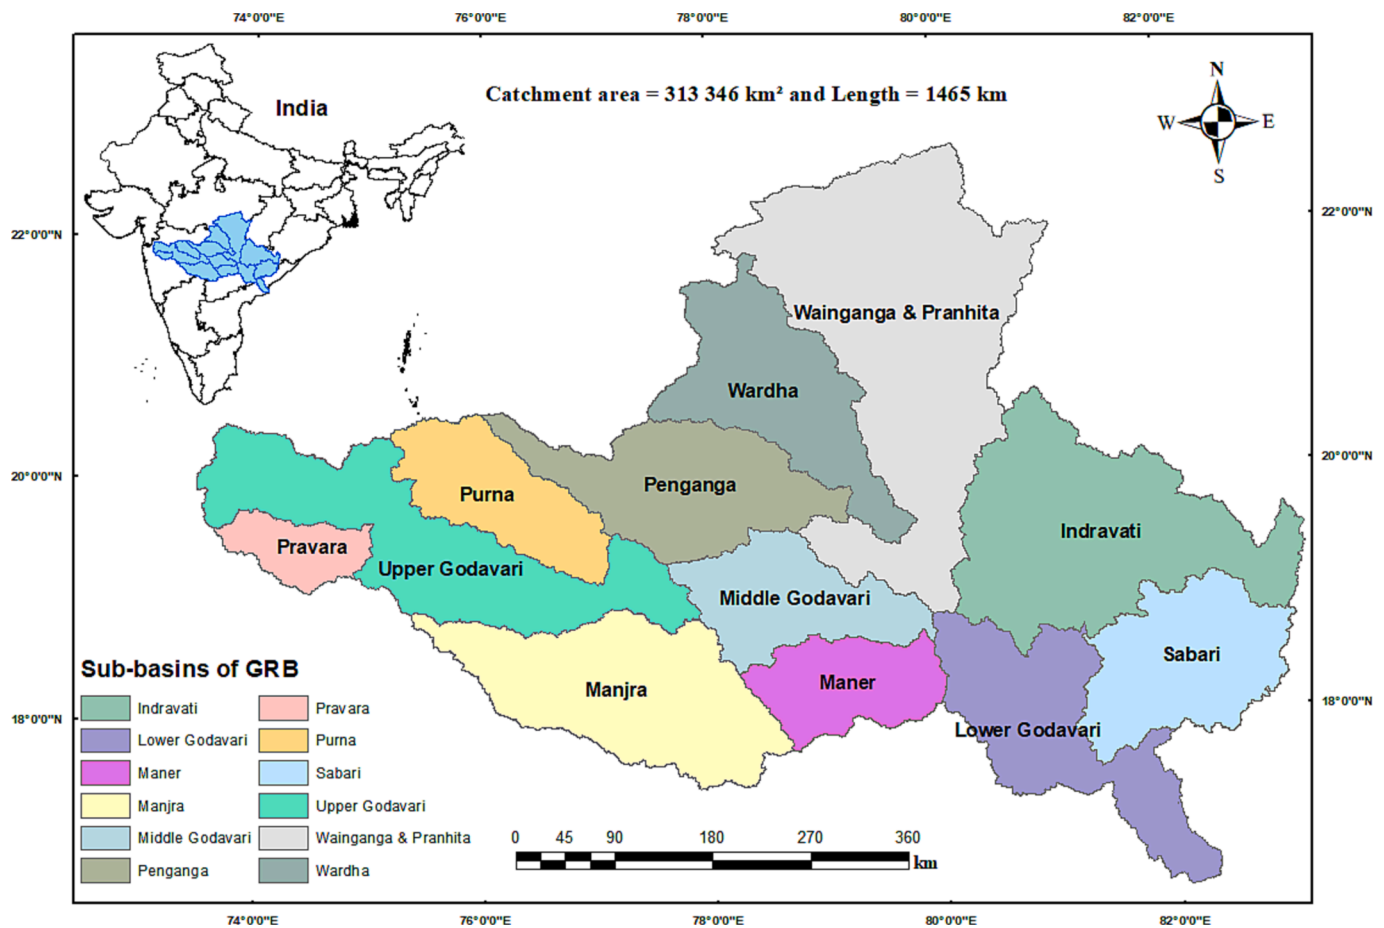 74°0'0"E 76°0'0"E 78°0'0"E 80°0'0"E 82°0'0"E
India
Catchment area = 313 346 km² and Length = 1465 km
N
W E
S
22°0'0"N 22°0'0"N
Wainganga & Pranhita
Wardha
20°0'0"N 20°0'0"N
Purna
Penganga
Indravati
Pravara
Upper Godavari
Middle Godavari
Sabari
Manjra
Maner
18°0'0"N 18°0'0"N
Lower Godavari
Sub-basins of GRB
Indravati Pravara
Lower Godavari Purna
Maner Sabari
Manjra Upper Godavari
Middle Godavari Wainganga & Pranhita
Penganga Wardha
0 45 90 180 270 360
km
74°0'0"E 76°0'0"E 78°0'0"E 80°0'0"E 82°0'0"E